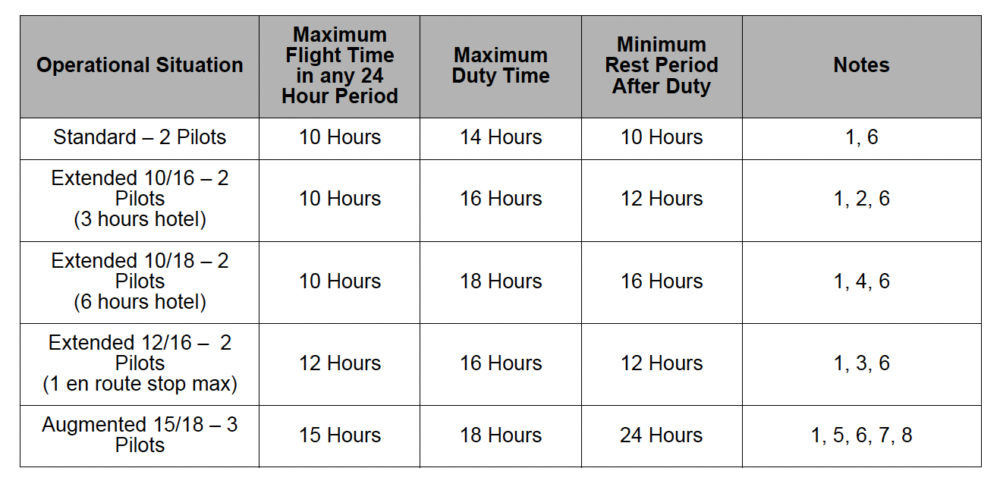 Operational Situation
Maximum
Flight Time
in any 24
Hour Period
Maximum
Duty Time
Minimum
Rest Period
After Duty
Notes
Standard – 2 Pilots
10 Hours
14 Hours
10 Hours
1, 6
Extended 10/16 – 2
Pilots
(3 hours hotel)
10 Hours
16 Hours
12 Hours
1, 2, 6
Extended 10/18 – 2
Pilots
(6 hours hotel)
10 Hours
18 Hours
16 Hours
1, 4, 6
Extended 12/16 –  2
Pilots
(1 en route stop max)
12 Hours
16 Hours
12 Hours
1, 3, 6
Augmented 15/18 – 3
Pilots
15 Hours
18 Hours
24 Hours
1, 5, 6, 7, 8